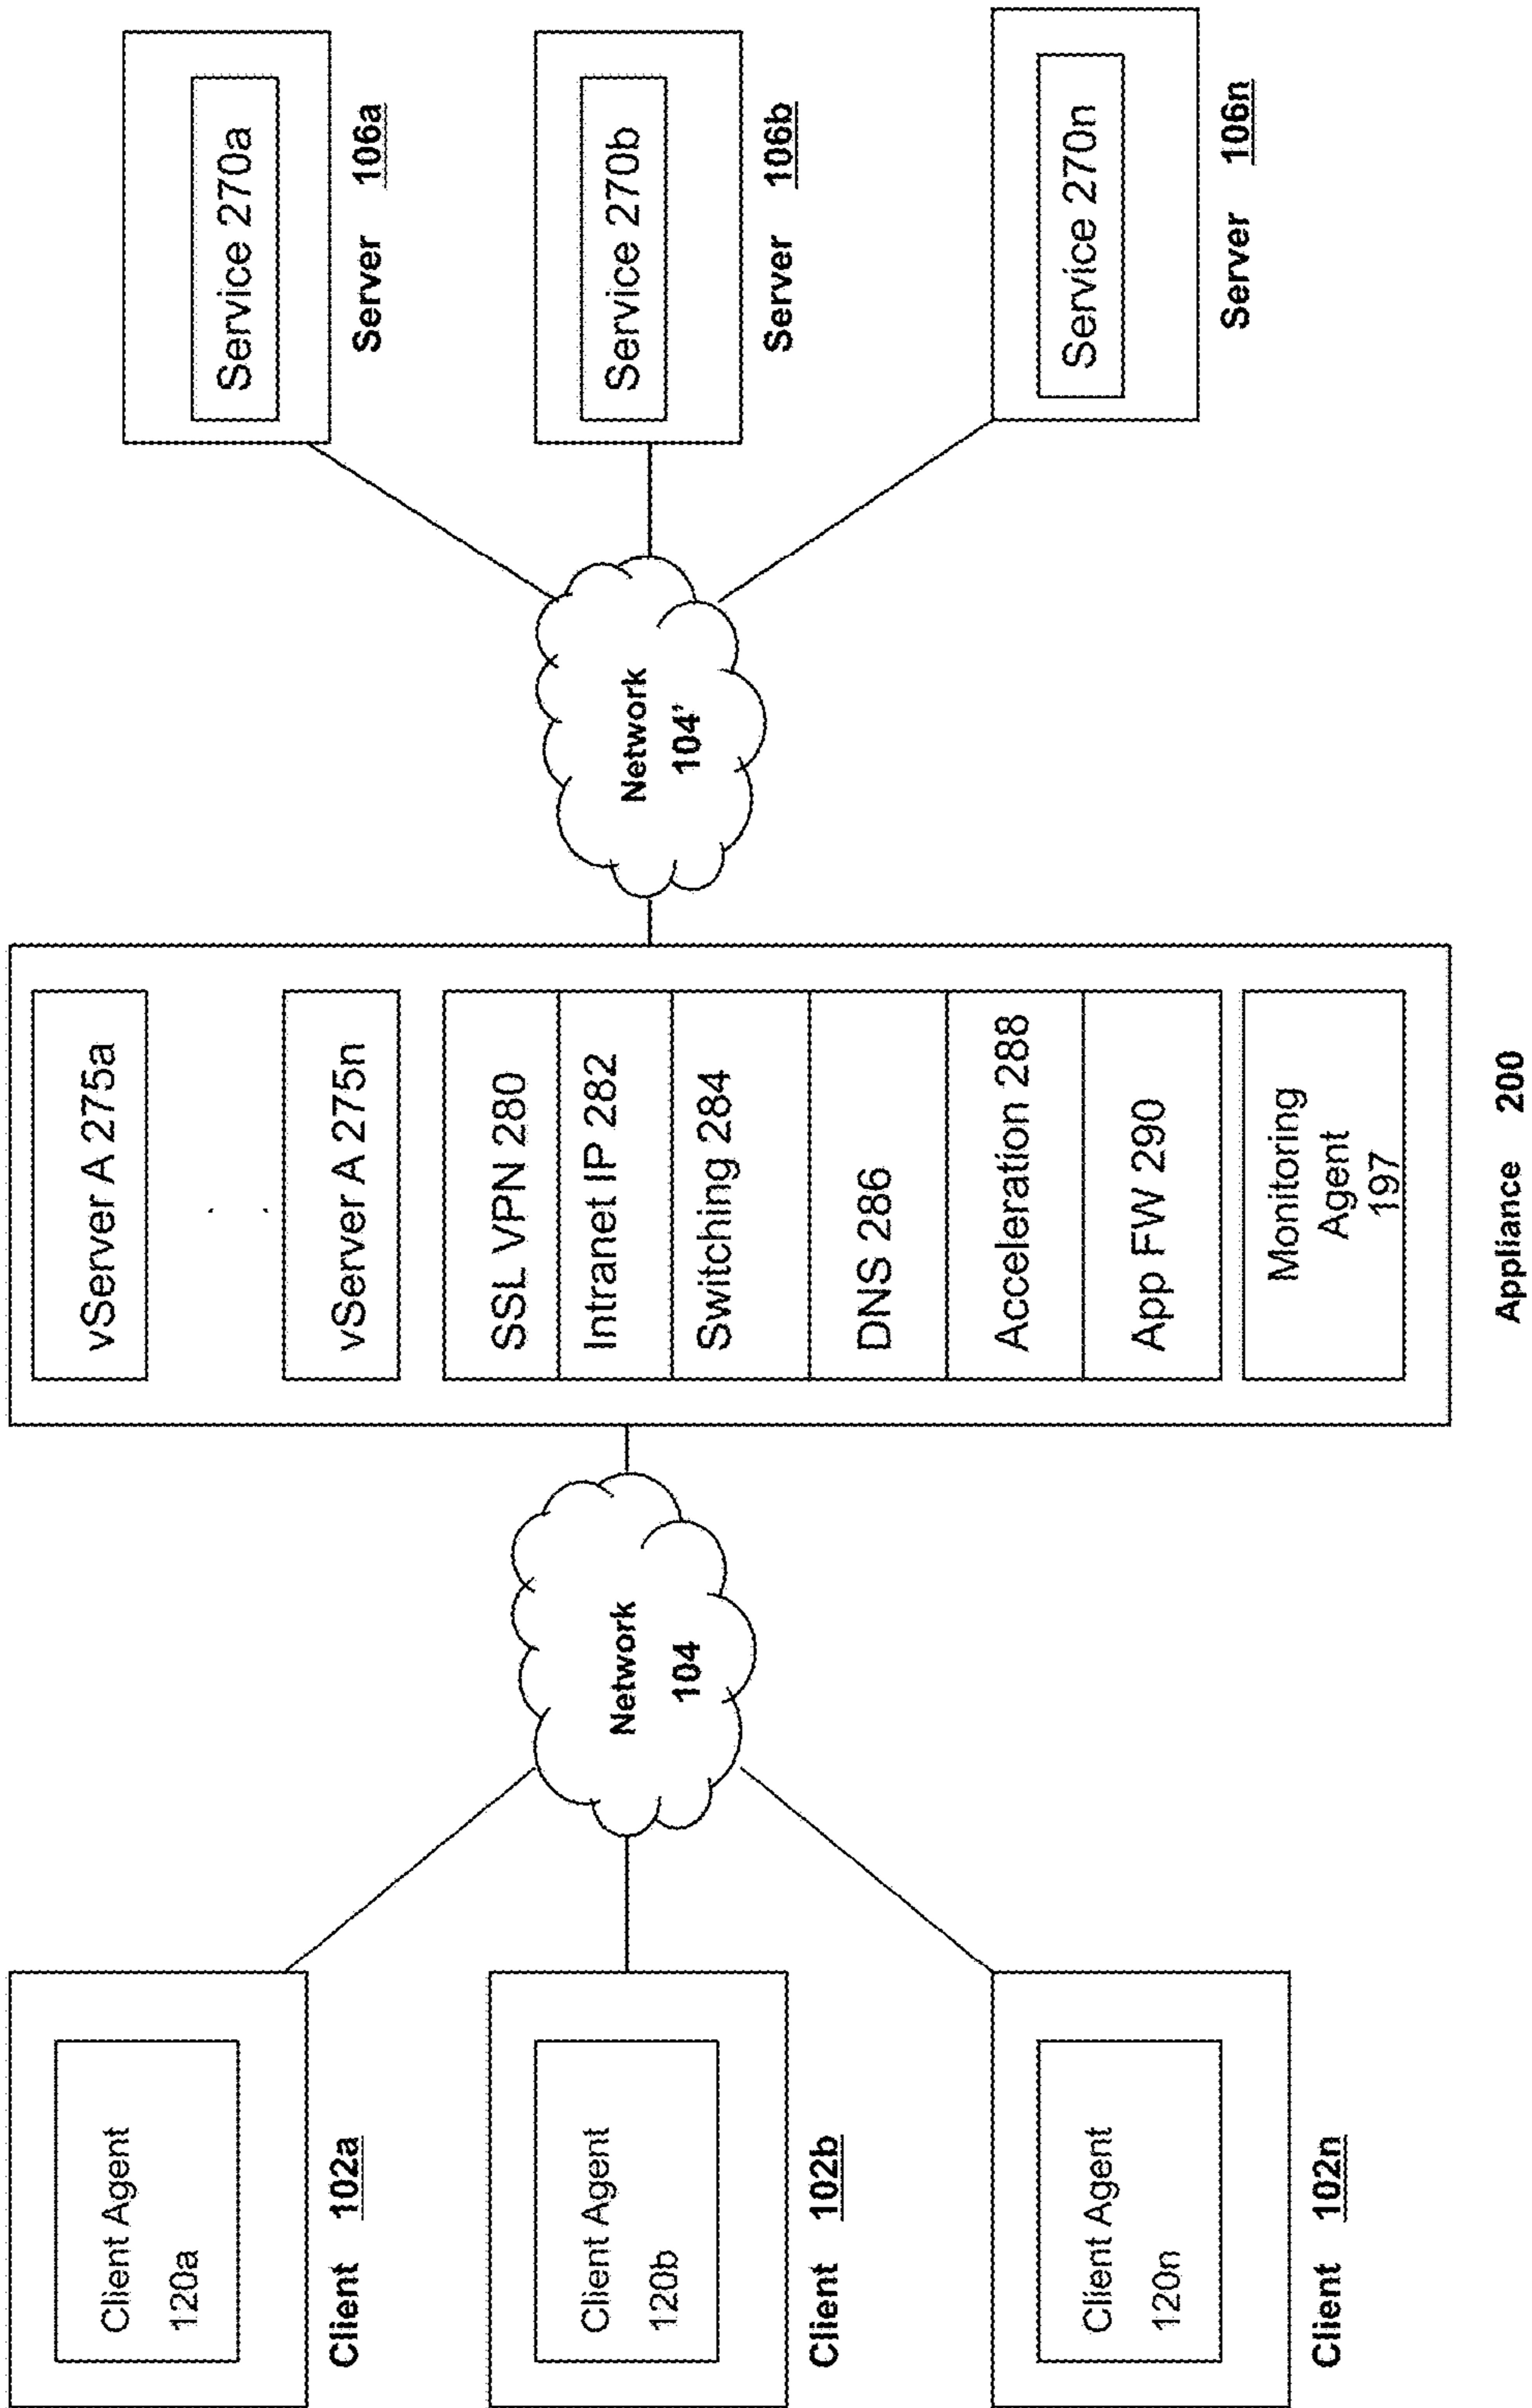 Client Agent
120a
Client 102a
Client Agent
120b
Client 102b
Client Agent
120n
Client 102n
Network
104
vServer A 275a
vServer A 275n
SSL VPN 280
Intranet IP 282
Switching 284
DNS 286
Acceleration 288
App FW 290
Monitoring
Agent
197
Appliance 200
Network
104'
Service 270a
Server 106a
Service 270b
Server 106b
Service 270n
Server 106n